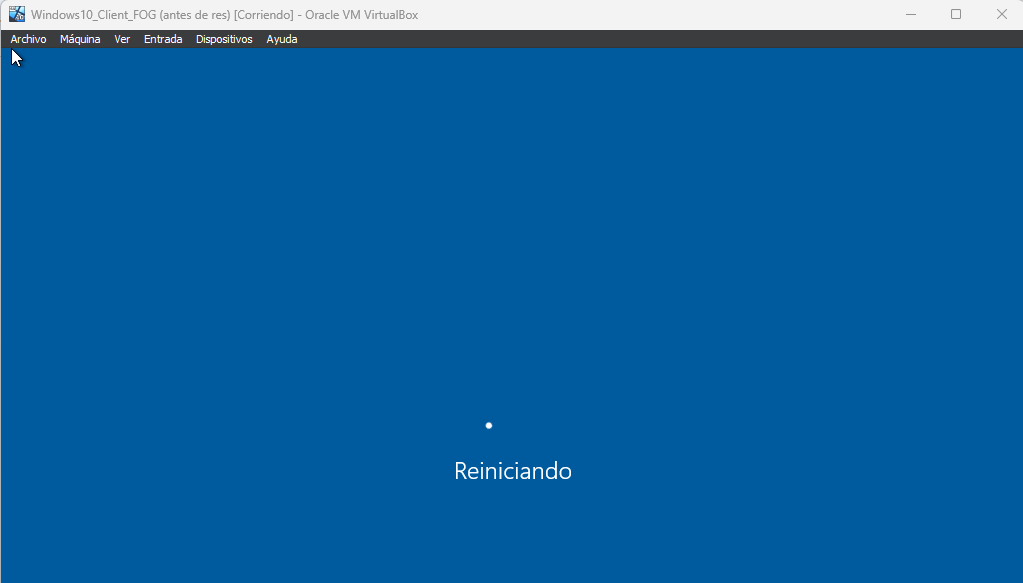 Windows10_Client_FOG (antes de res) [Corriendo] - Oracle VM VirtualBox
Archivo Máquina Ver Entrada Dispositivos Ayuda
Reiniciando